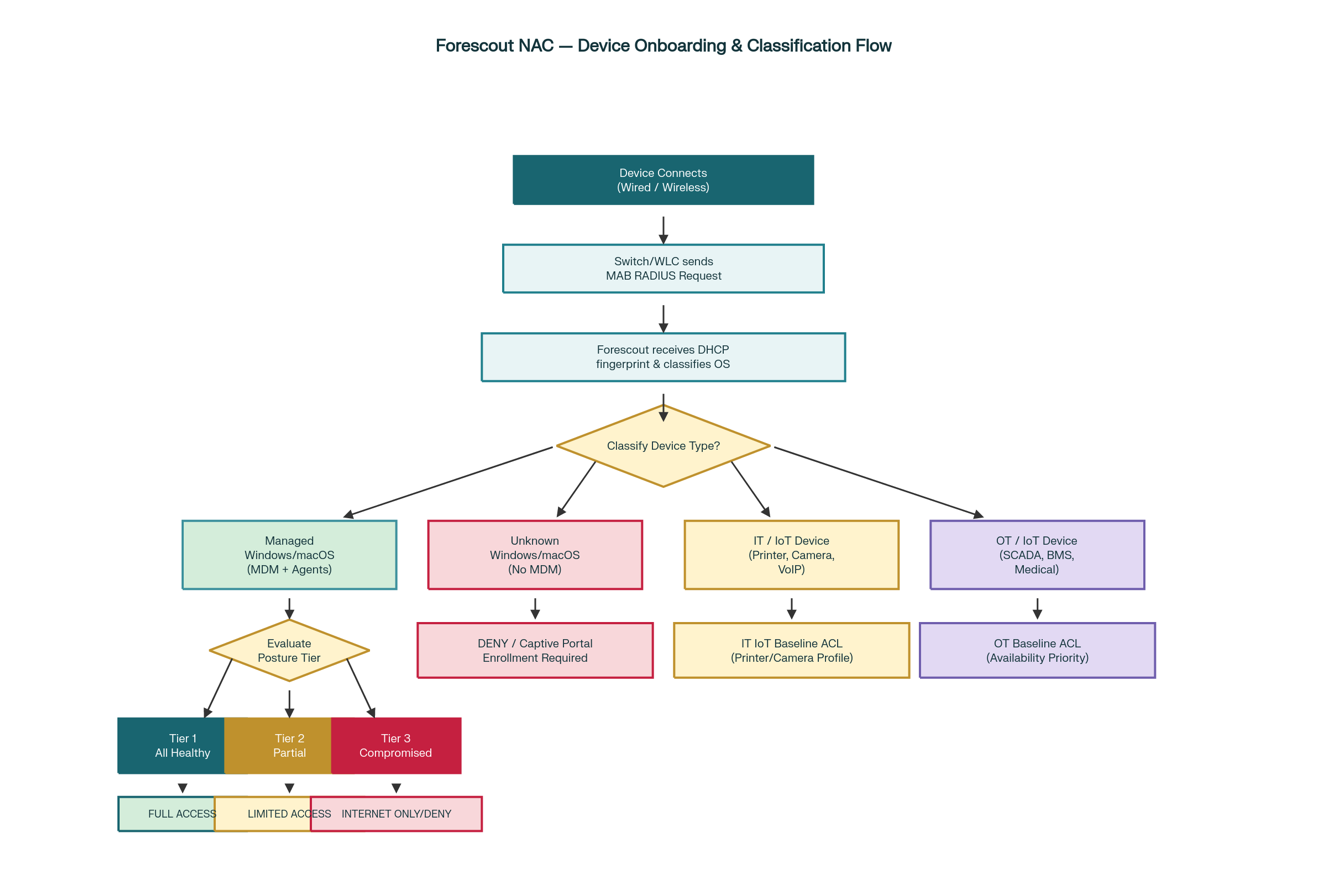 Forescout NAC — Device Onboarding & Classification Flow
Device Connects
(Wired / Wireless)
Switch/WLC sends
MAB RADIUS Request
Forescout receives DHCP
fingerprint & classifies OS
Classify Device Type?
Managed
Windows/macOS
(MDM + Agents)
Unknown
Windows/macOS
(No MDM)
IT / IoT Device
(Printer, Camera,
VoIP)
OT / IoT Device
(SCADA, BMS,
Medical)
Evaluate
Posture Tier
DENY / Captive Portal
Enrollment Required
IT IoT Baseline ACL
(Printer/Camera Profile)
OT Baseline ACL
(Availability Priority)
Tier 1
All Healthy
Tier 2
Partial
Tier 3
Compromised
FULL ACCESS
LIMITED ACCESS
INTERNET ONLY/DENY